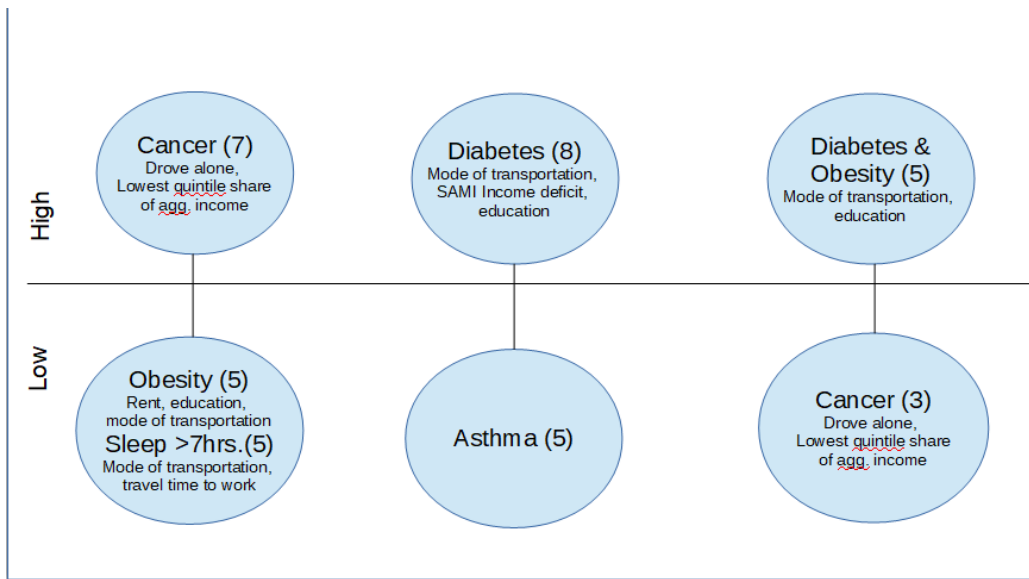 High
Cancer (7)
Drove alone,
Lowest quintile share
of agg. income
Diabetes (8)
Mode of transportation,
SAMI Income deficit,
education
Diabetes &
Obesity (5)
Mode of transportation,
education
Low
Obesity (5)
Rent, education,
mode of transportation
Sleep >7hrs.(5)
Mode of transportation,
travel time to work
Asthma (5)
Cancer (3)
Drove alone,
Lowest quintile share
of agg. income